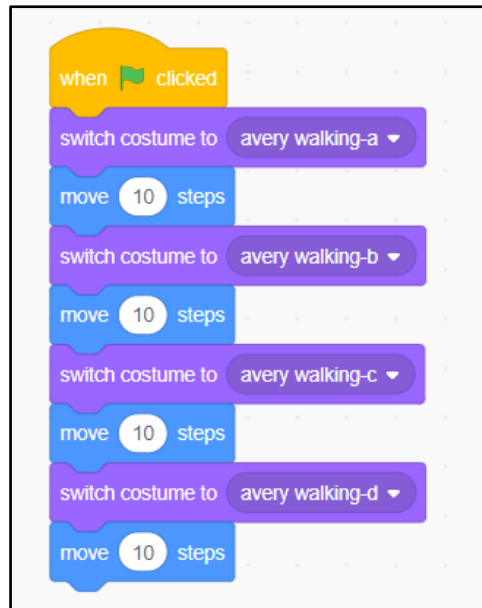 when clicked
switch costume to avery walking-a
move 10 steps
switch costume to avery walking-b
move 10 steps
switch costume to avery walking-c
move 10 steps
switch costume to avery walking-d
move 10 steps